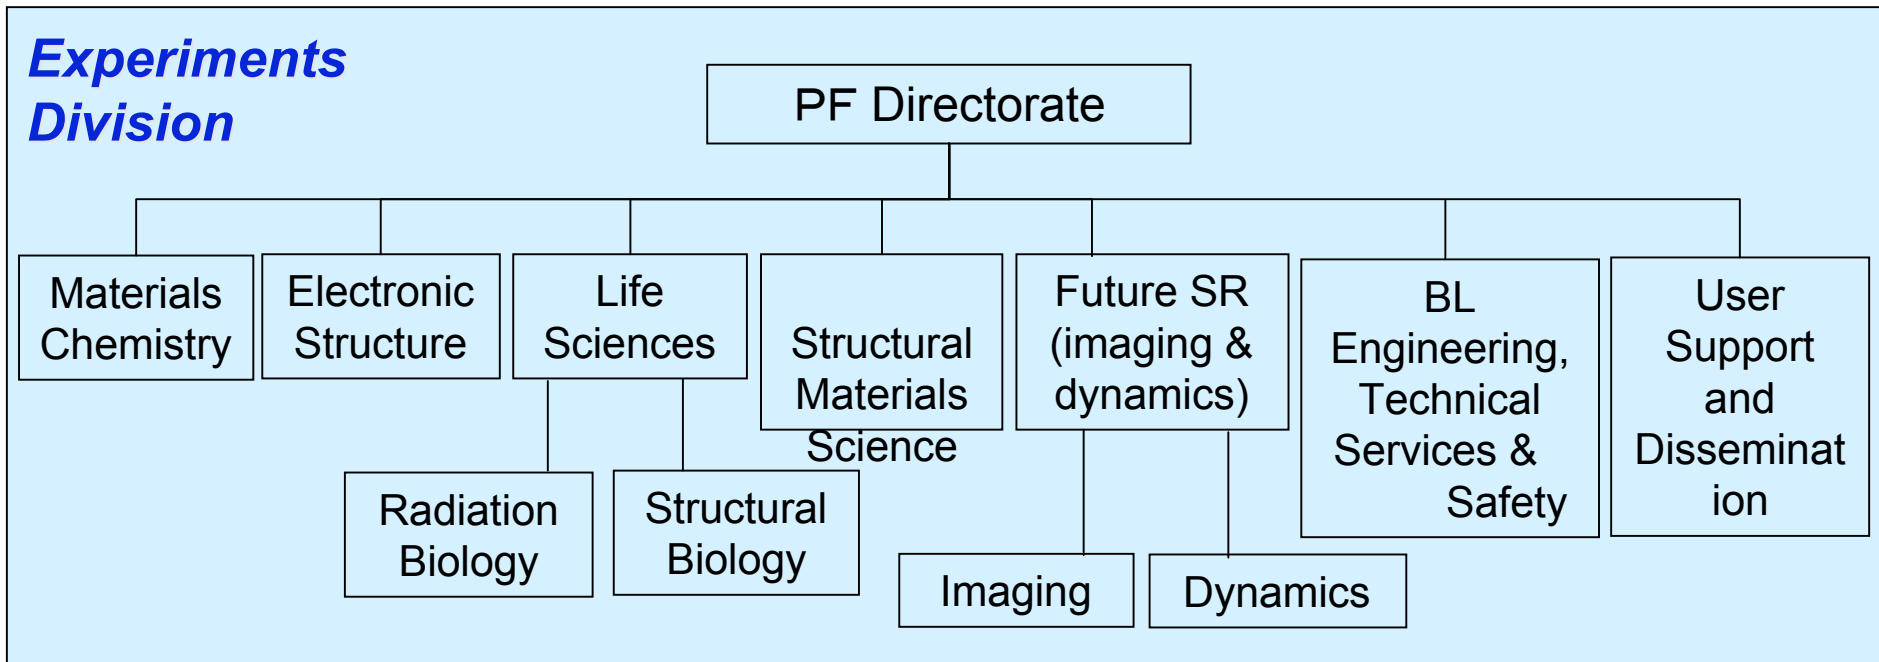 Experiments
Division
PF Directorate
Materials
Chemistry
Electronic
Structure
Life
Sciences
Structural
Materials
Science
Future SR
(imaging &
dynamics)
BL
Engineering,
Technical
Services &
Safety
User
Support
and
Disseminat
ion
Radiation
Biology
Structural
Biology
Imaging
Dynamics